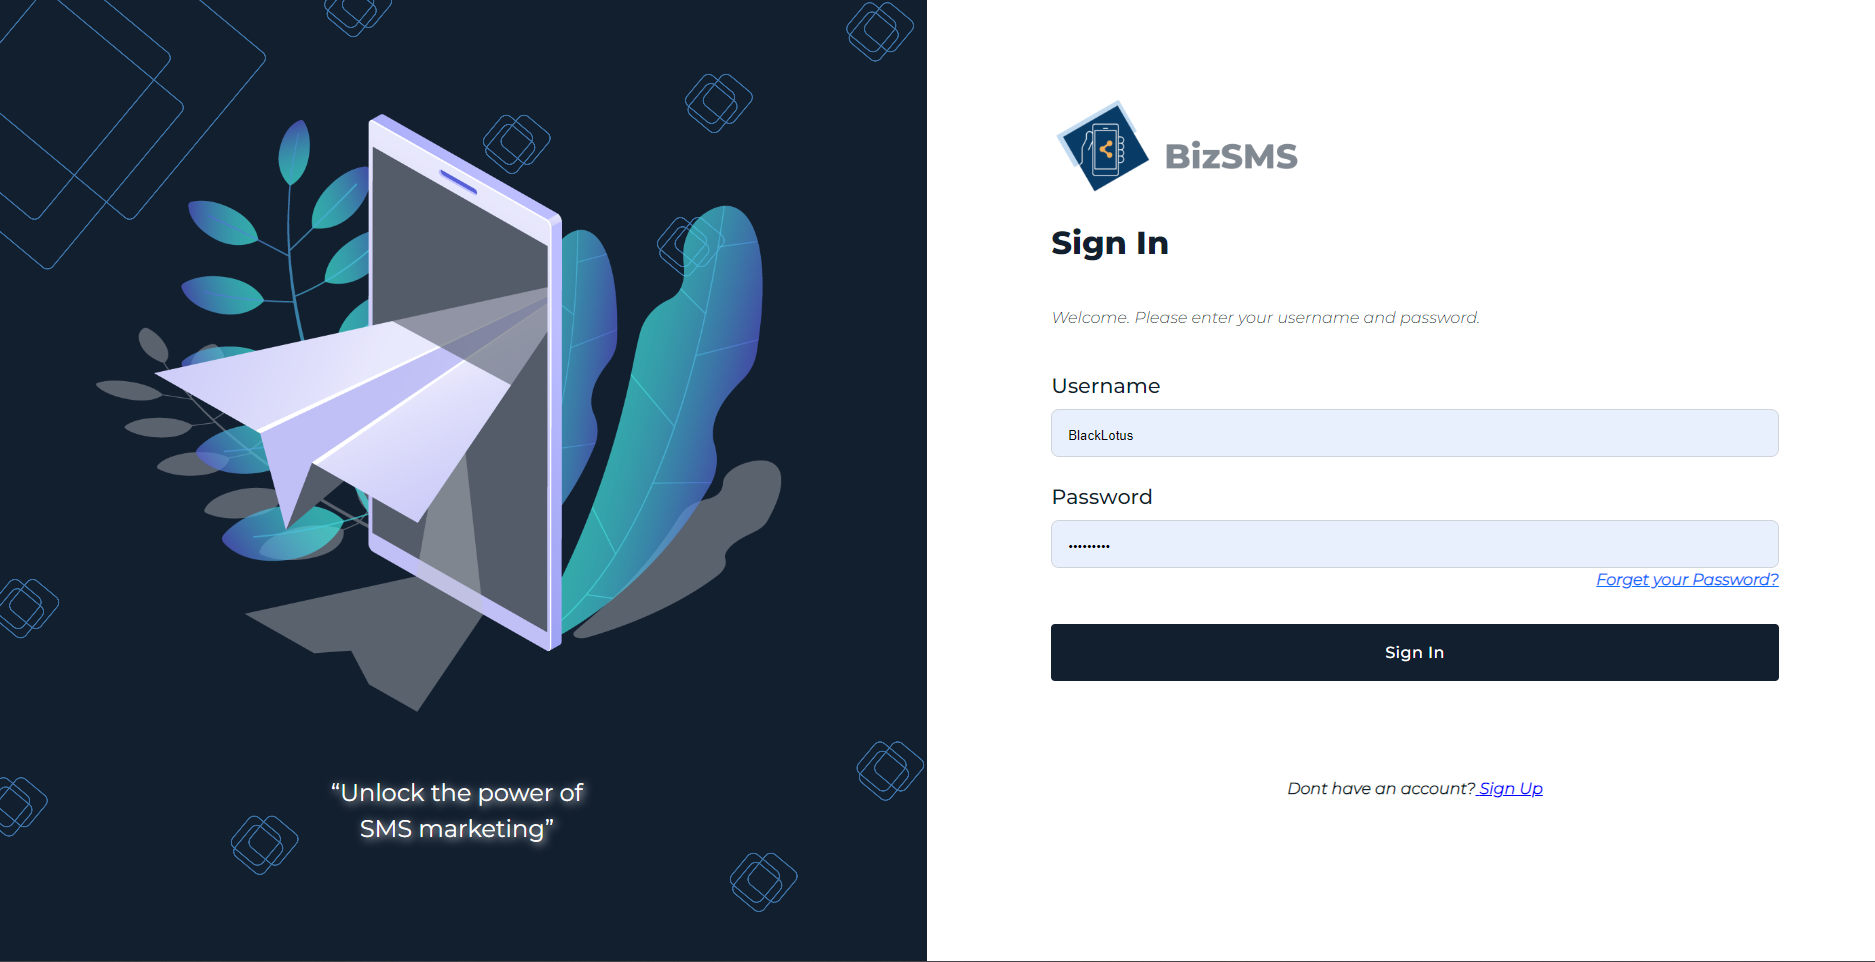 “Unlock the power of
SMS marketing”
BizSMS
Sign In
Welcome. Please enter your username and password.
Username
BlackLotus
Password
•••••••••
Forget your Password?
Sign In
Dont have an account? Sign Up